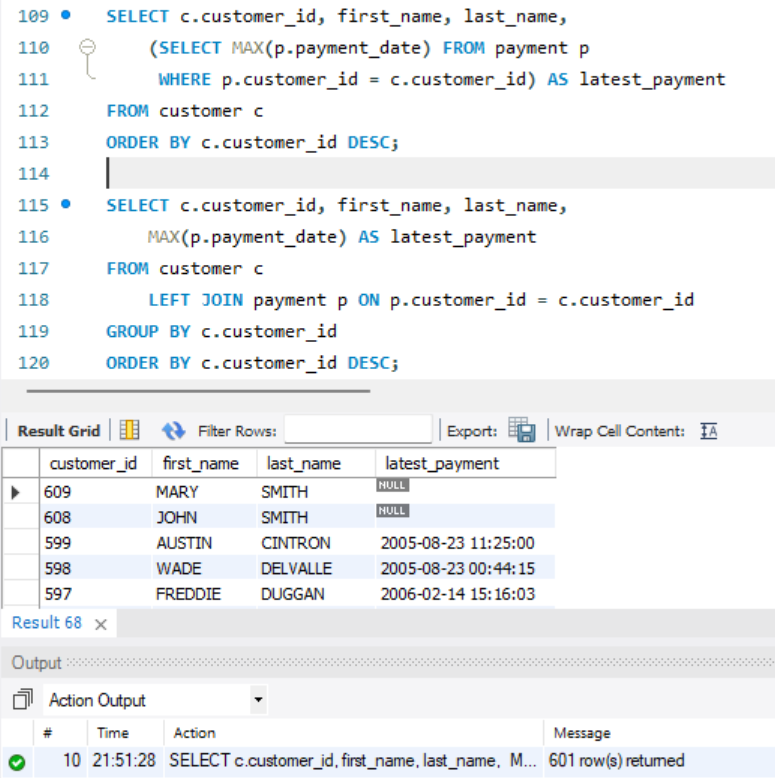 109 SELECT c.customer_id, first_name, last_name,
110 (SELECT MAX(p.payment_date) FROM payment p
111 WHERE p.customer_id = c.customer_id) AS latest_payment
112 FROM customer c
113 ORDER BY c.customer_id DESC;
114
115 SELECT c.customer_id, first_name, last_name,
116 MAX(p.payment_date) AS latest_payment
117 FROM customer c
118 LEFT JOIN payment p ON p.customer_id = c.customer_id
119 GROUP BY c.customer_id
120 ORDER BY c.customer_id DESC;
Result Grid Filter Rows: Export: Wrap Cell Content: IA
customer_id first_name last_name latest_payment
609 MARY SMITH NULL
608 JOHN SMITH NULL
599 AUSTIN CINTRON 2005-08-23 11:25:00
598 WADE DELVALLE 2005-08-23 00:44:15
597 FREDDIE DUGGAN 2006-02-14 15:16:03
Result 68
Output
Action Output
# Time Action Message
10 21:51:28 SELECT c.customer_id, first_name, last_name, M... 601 row(s) returned